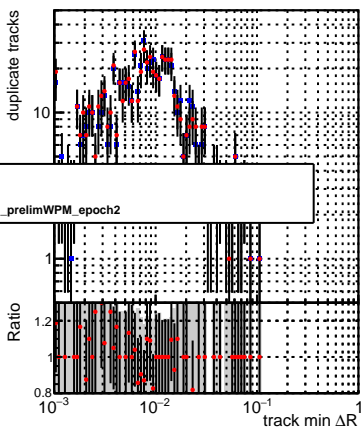 duplicate tracks
10
_prelimWPM_epoch2
1
Ratio
1.2
1
0.8
10⁻³
10⁻²
10⁻¹
1
track min ΔR